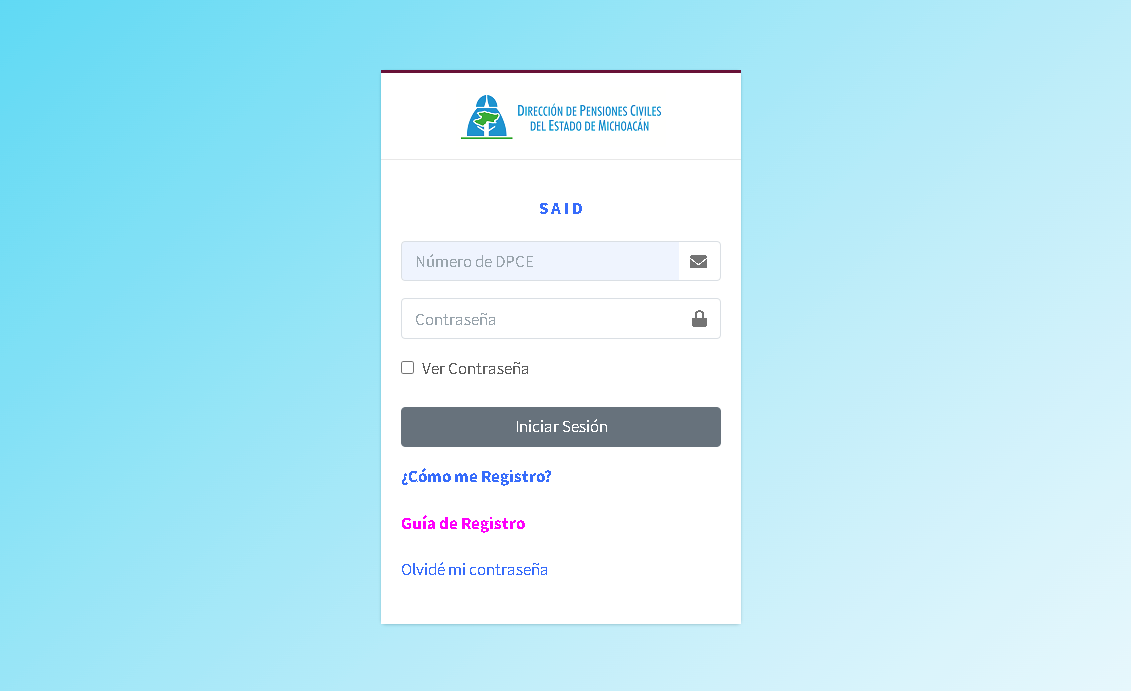 Dirección de Pensiones Civiles
del Estado de Michoacán
SAID
Número de DPCE
Contraseña
Ver Contraseña
Iniciar Sesión
¿Cómo me Registro?
Guía de Registro
Olvidé mi contraseña